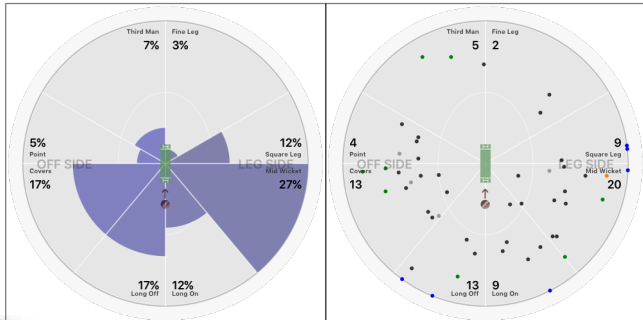 Third Man Fine Leg
7% 3%
5%
Point
OFF SIDE
Covers
17%
12%
Square Leg
LEG SIDE
Mid Wicket
27%
17% 12%
Long Off Long On
Third Man Fine Leg
5 2
4
Point
OFF SIDE
Covers
13
9
Square Leg
LEG SIDE
Mid Wicket
20
13 9
Long Off Long On